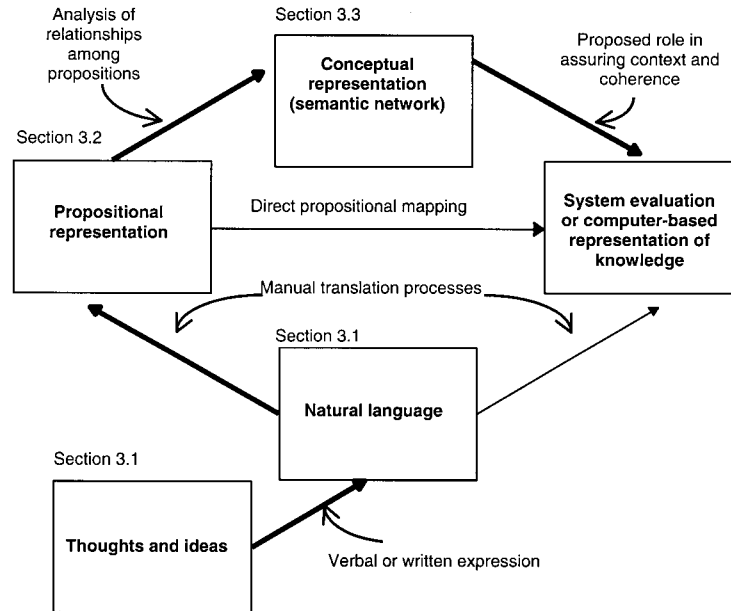 Section 3.3
Analysis of
relationships
among
propositions
Conceptual
representation
(semantic network)
Proposed role in
assuring context and
coherence
Section 3.2
Propositional
representation
Direct propositional mapping
System evaluation
or computer-based
representation of
knowledge
Manual translation processes
Section 3.1
Natural language
Section 3.1
Thoughts and ideas
Verbal or written expression